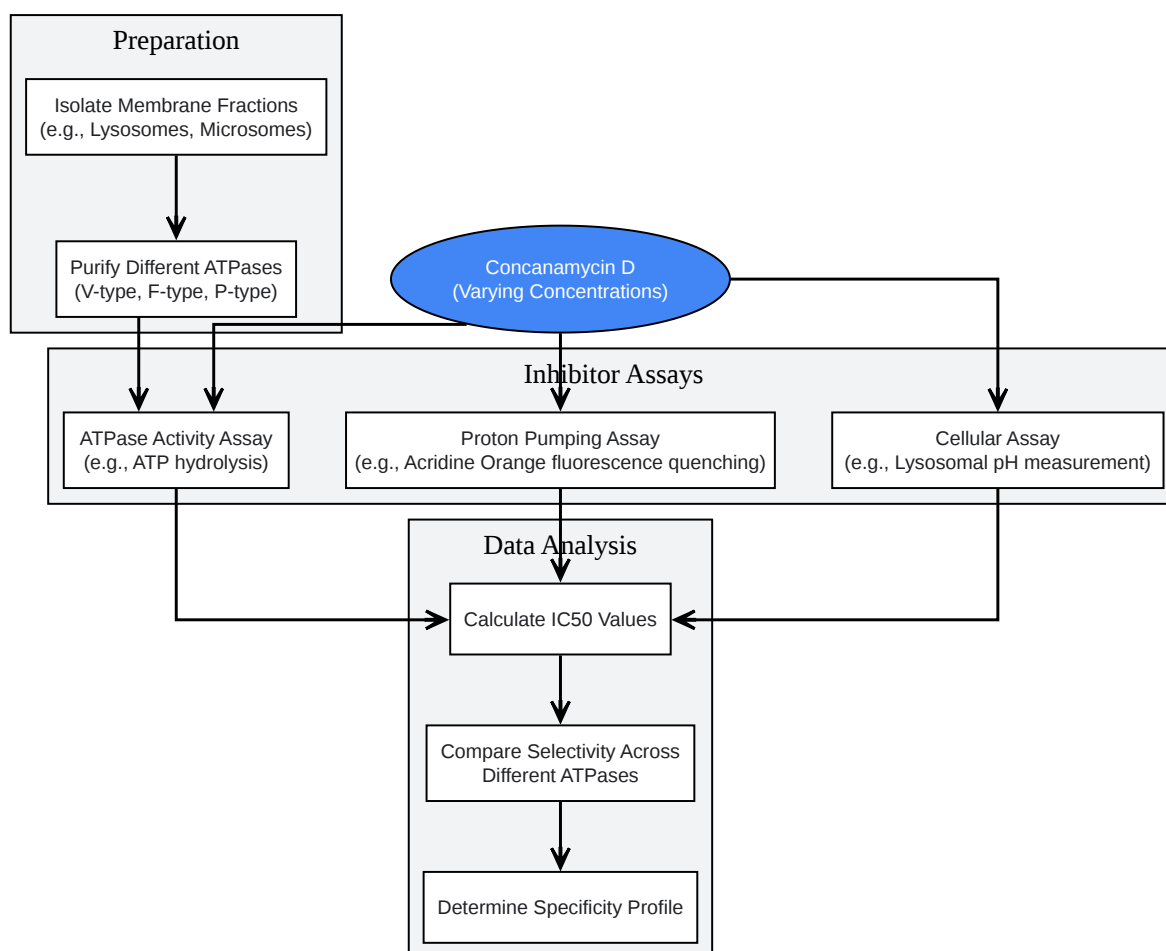 Preparation
Isolate Membrane Fractions
(e.g., Lysosomes, Microsomes)
Purify Different ATPases
(V-type, F-type, P-type)
Concanamycin D
(Varying Concentrations)
Inhibitor Assays
ATPase Activity Assay
(e.g., ATP hydrolysis)
Proton Pumping Assay
(e.g., Acridine Orange fluorescence quenching)
Cellular Assay
(e.g., Lysosomal pH measurement)
Data Analysis
Calculate IC50 Values
Compare Selectivity Across
Different ATPases
Determine Specificity Profile